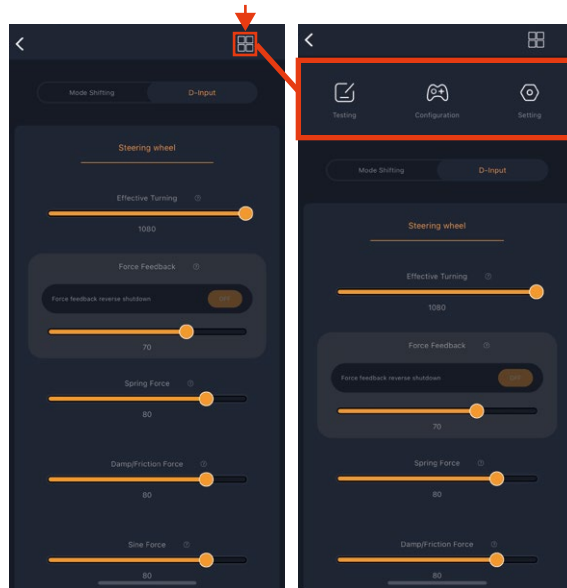 Mode Shifting
D-Input
Steering wheel
Effective Turning
1080
Force Feedback
Force feedback reverse shutdown
OFF
70
Spring Force
80
Damp/Friction Force
80
Sine Force
80
Testing
Configuration
Setting
Mode Shifting
D-Input
Steering wheel
Effective Turning
1080
Force Feedback
Force feedback reverse shutdown
OFF
70
Spring Force
80
Damp/Friction Force
80